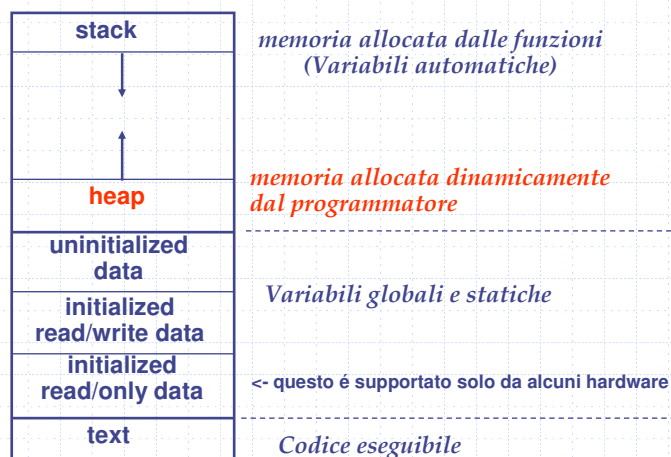 stack
memoria allocata dalle funzioni
(Variabili automatiche)
heap
memoria allocata dinamicamente
dal programmatore
uninitialized
data
Variabili globali e statiche
initialized
read/write data
initialized
read/only data
<- questo é supportato solo da alcuni hardware
text
Codice eseguibile